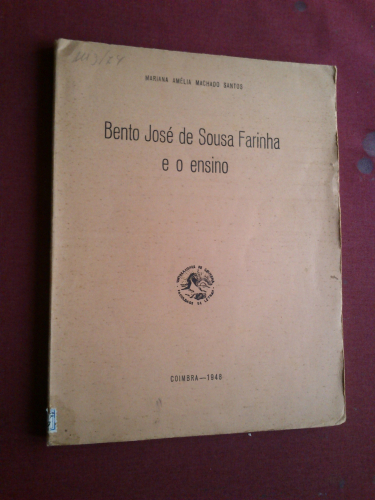 MARIANA AMÉLIA MACHADO SANTOS
Bento José de Sousa Farinha
e o ensino
COIMBRA — 1948